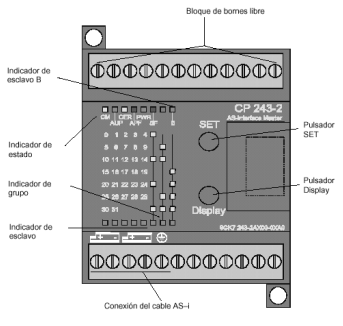 Bloque de bornes libre
Indicador de
esclavo B
CP 243-2
AS-Interface Master
CM CER PWR
AUP APF SF B
SET
Pulsador
SET
Indicador de
estado
0 1 2 3 4
5 6 7 8 9
10 11 12 13 14
15 16 17 18 19
20 21 22 23 24
25 26 27 28 29
30 31
Indicador de
grupo
Pulsador
Display
Display
Indicador de
esclavo
6GK7 243-2AX00-0XA0
Conexión del cable AS–i